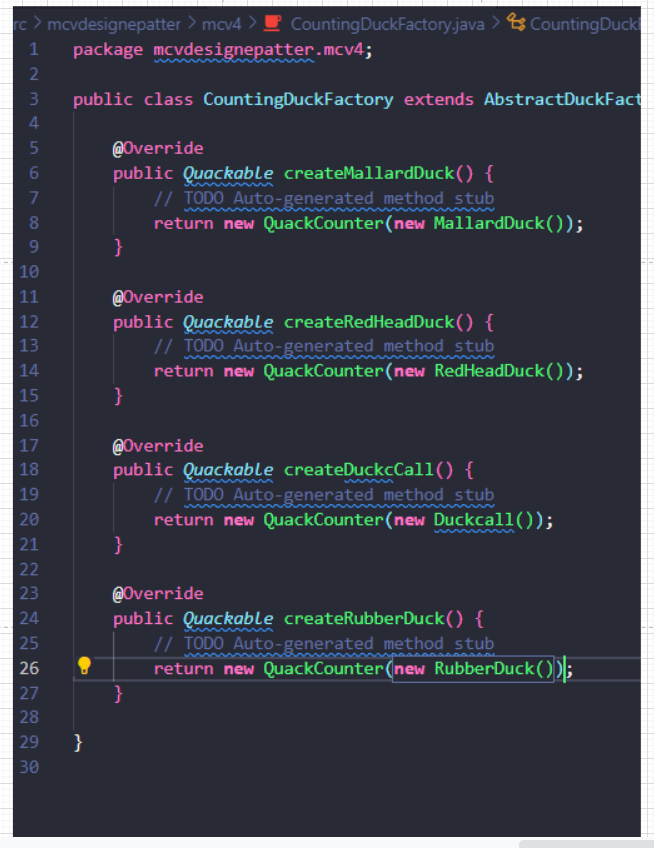 rc > mcvdesignepatter > mcv4 > CountingDuckFactory.java >
1 package mcvdesignepatter.mcv4;
2
3 public class CountingDuckFactory extends
4
5 @Override
6 public Quackable createMallardDuck() {
7 // TODO Auto-generated method stub
8 return new QuackCounter(new MallardDuck());
9 }
10
11 @Override
12 public Quackable createRedHeadDuck() {
13 // TODO Auto-generated method stub
14 return new QuackCounter(new RedHeadDuck());
15 }
16
17 @Override
18 public Quackable createDuckcCall() {
19 // TODO Auto-generated method stub
20 return new QuackCounter(new Duckcall());
21 }
22
23 @Override
24 public Quackable createRubberDuck() {
25 // TODO Auto-generated method stub
26 return new QuackCounter(new RubberDuck());
27 }
28
29 }
30